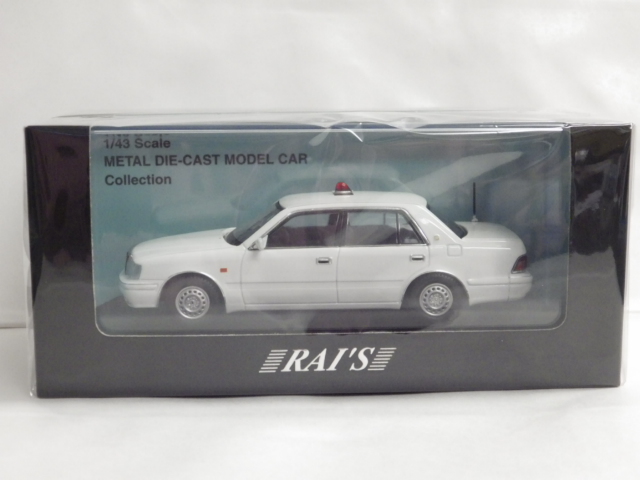 1/43 Scale
METAL DIE-CAST MODEL CAR
Collection
RAI'S